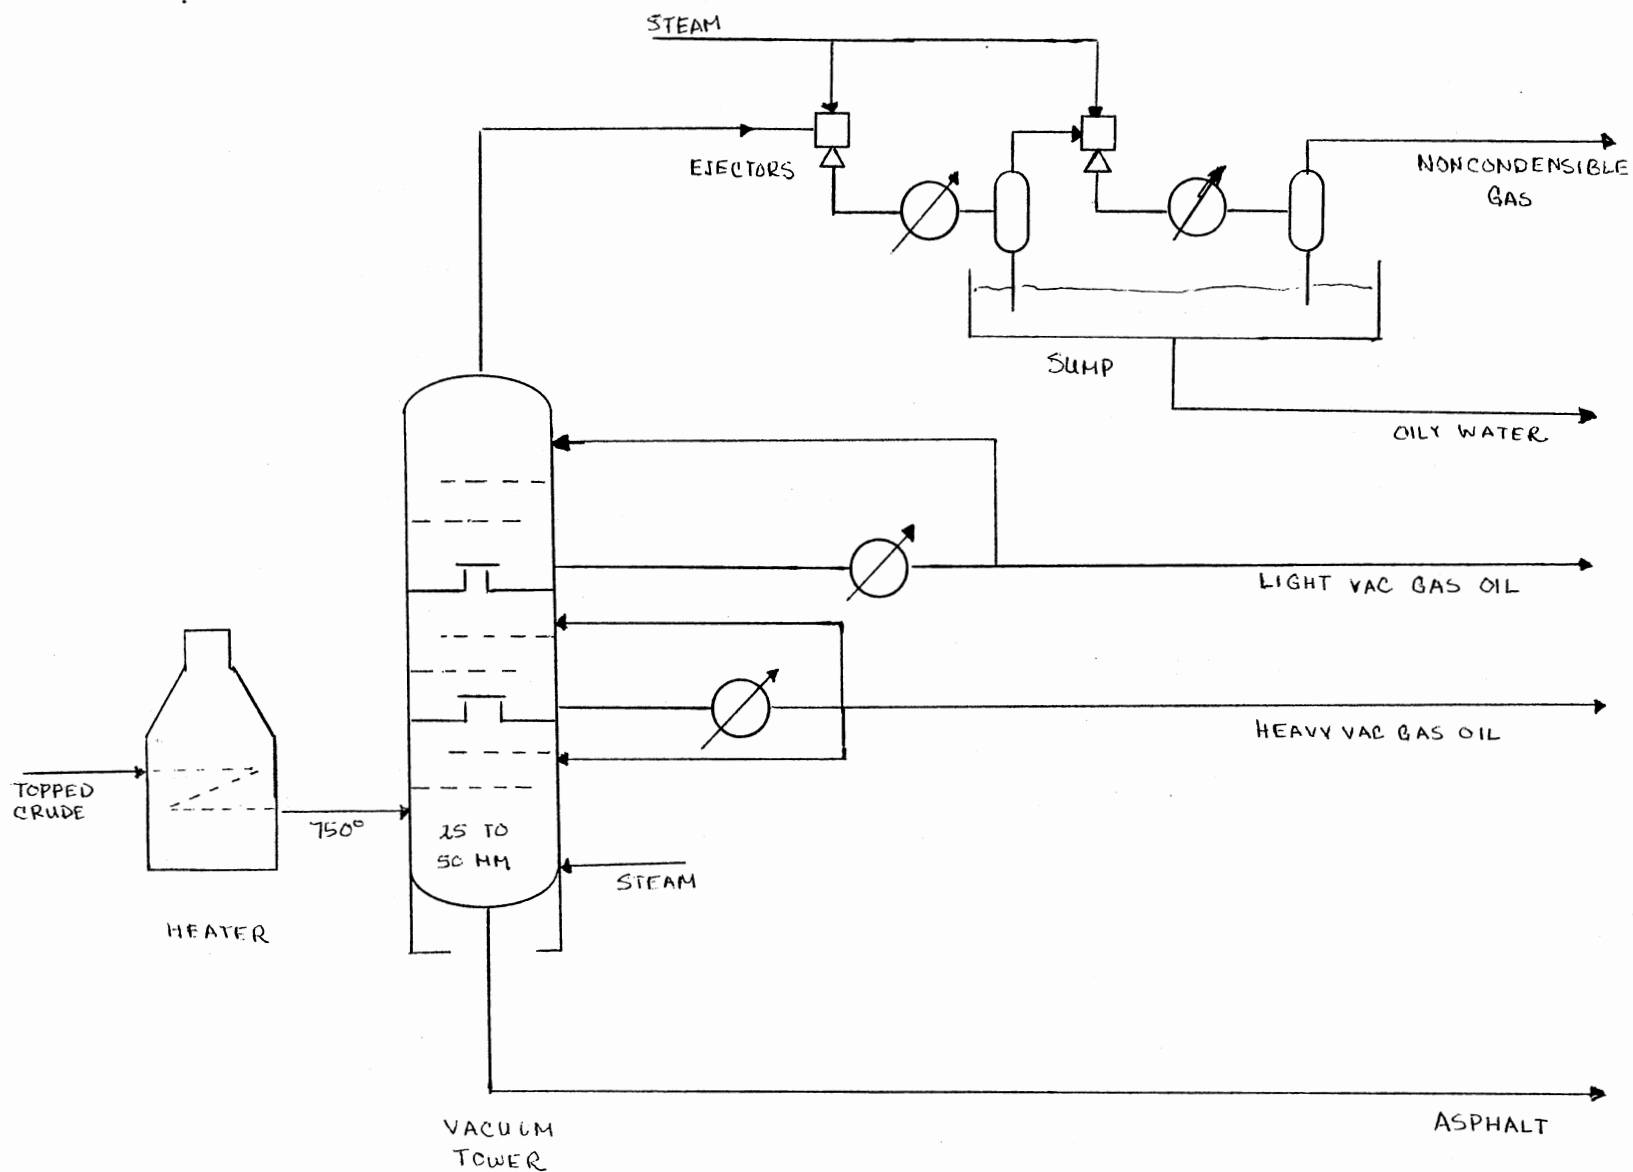 STEAM
EJECTORS
NONCONDENSIBLE
GAS
SUMP
OILY WATER
LIGHT VAC GAS OIL
HEAVY VAC GAS OIL
TOPPED
CRUDE
750°
25 TO
50 MM
STEAM
HEATER
ASPHALT
VACUUM
TOWER